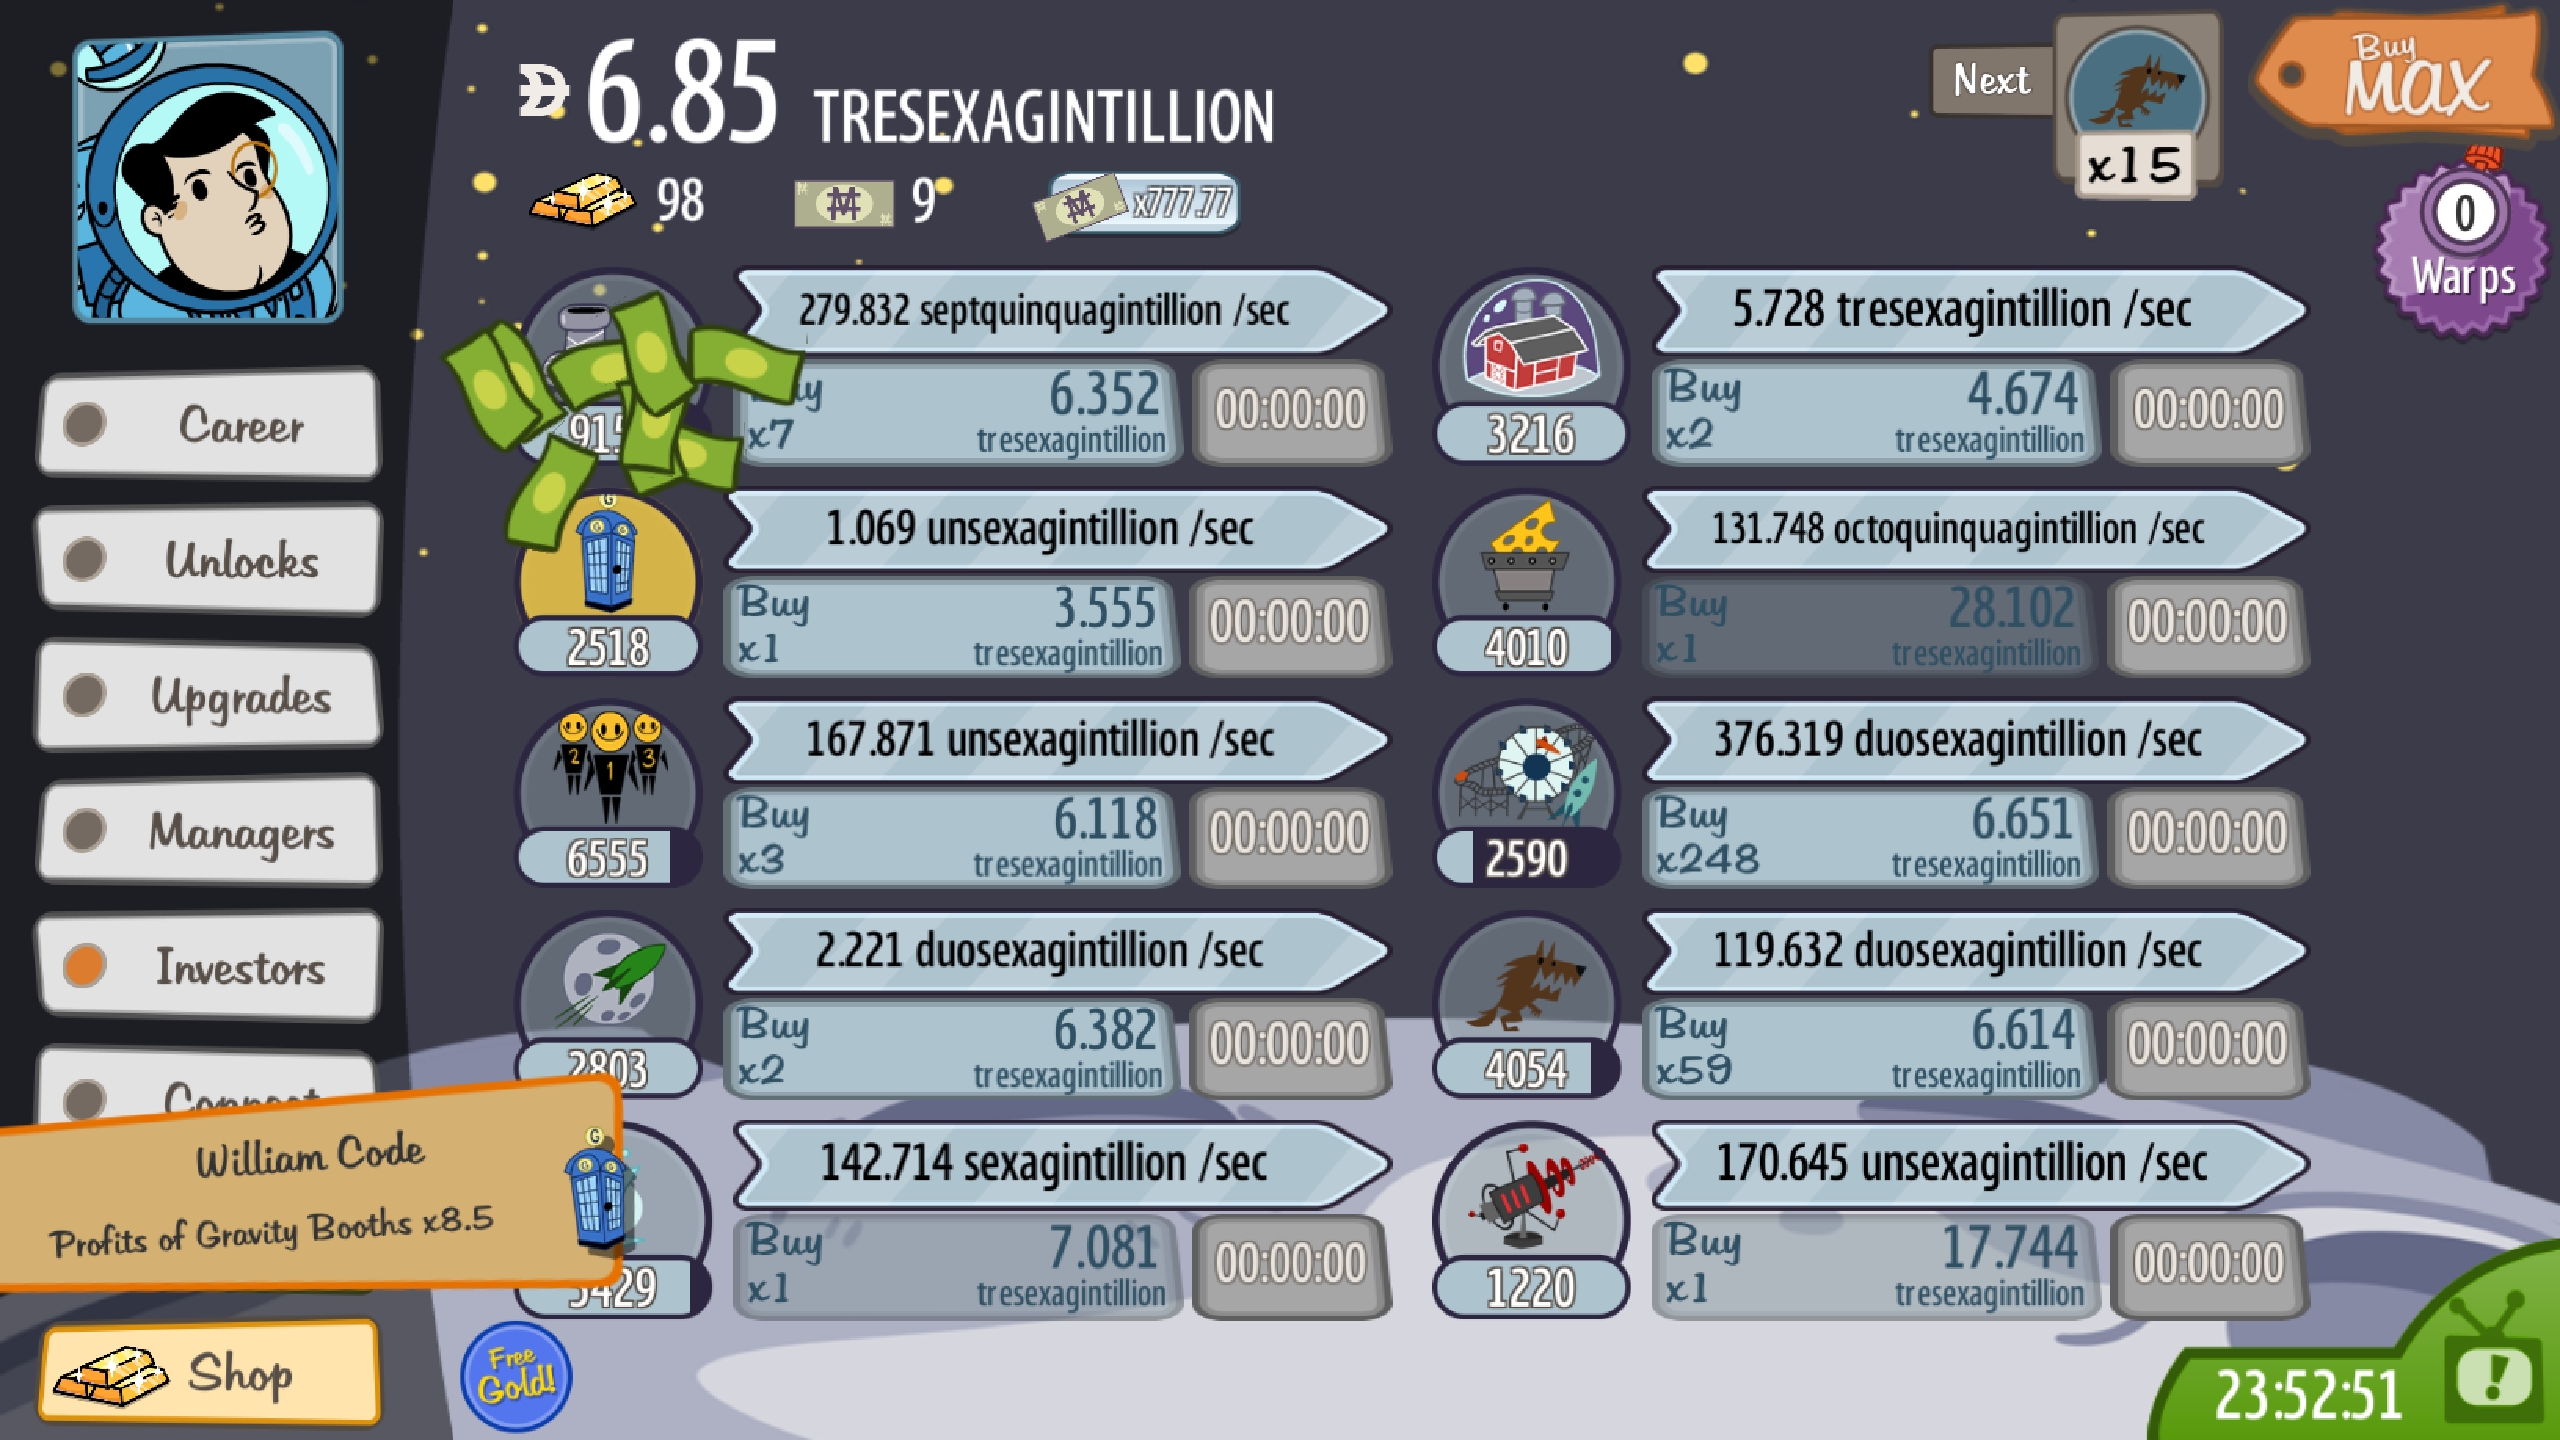 6.85 TRESEXAGINTILLION
98
9
x777.77
Next
x15
Buy
MAX
0
Warps
Career
Unlocks
Upgrades
Managers
Investors
Shop
279.832 septquinquagintillion /sec
x7
6.352
tresexagintillion
00:00:00
5.728 tresexagintillion /sec
3216
Buy
x2
4.674
tresexagintillion
00:00:00
1.069 unsexagintillion /sec
2518
Buy
x1
3.555
tresexagintillion
00:00:00
131.748 octoquinquagintillion /sec
4010
Buy
x1
28.102
tresexagintillion
00:00:00
167.871 unsexagintillion /sec
2 1 3
6555
Buy
x3
6.118
tresexagintillion
00:00:00
376.319 duosexagintillion /sec
2590
Buy
x248
6.651
tresexagintillion
00:00:00
2.221 duosexagintillion /sec
2803
Buy
x2
6.382
tresexagintillion
00:00:00
119.632 duosexagintillion /sec
4054
Buy
x59
6.614
tresexagintillion
00:00:00
William Code
Profits of Gravity Booths x8.5
142.714 sexagintillion /sec
Buy
x1
7.081
tresexagintillion
00:00:00
170.645 unsexagintillion /sec
1220
Buy
x1
17.744
tresexagintillion
00:00:00
Free
Gold!
23:52:51